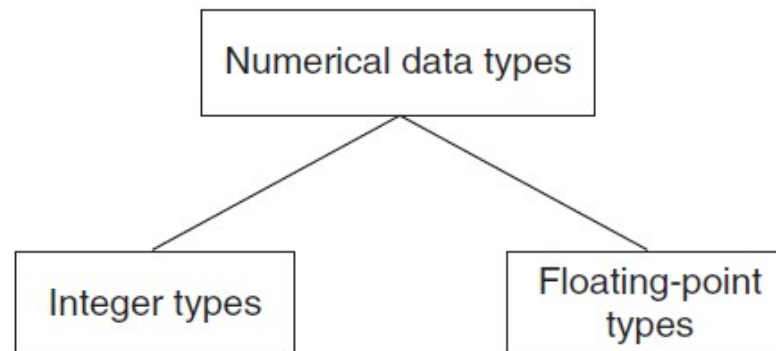 Numerical data types
Integer types
Floating-point
types